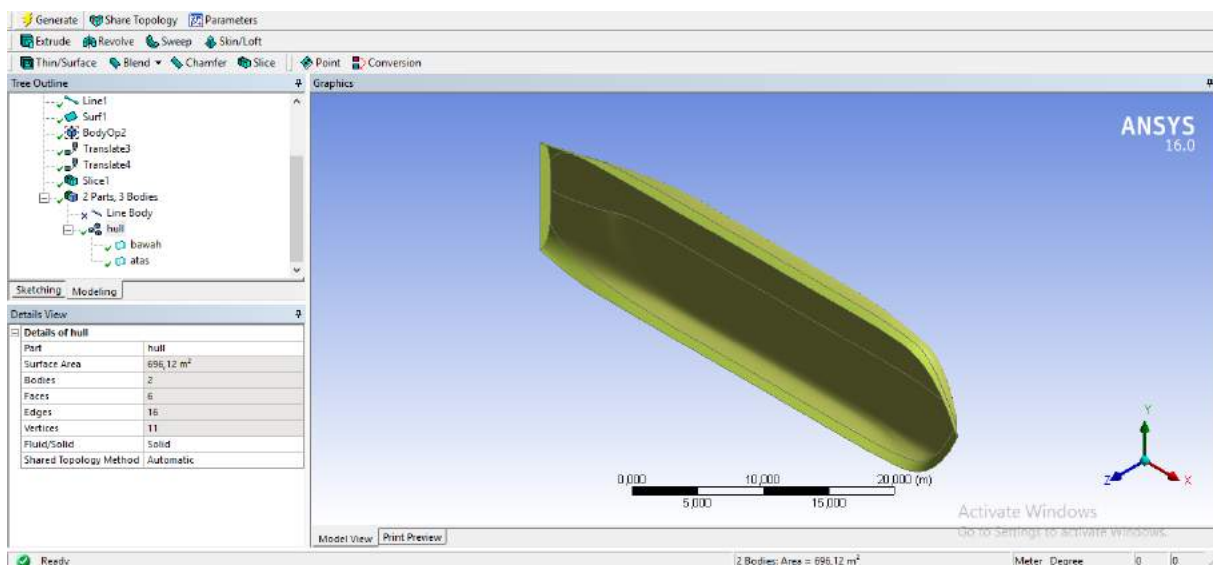 Generate Share Topology Parameters
Extrude Revolve Sweep Skin/Loft
Thin/Surface Blend Chamfer Slice Point Conversion
Tree Outline
Line1
Surf1
BodyOp2
Translate3
Translate4
Slice1
2 Parts, 3 Bodies
Line Body
hull
bawah
atas
Sketching Modeling
Details View
Details of hull
Part hull
Surface Area 696,12 m²
Bodies 2
Faces 6
Edges 16
Vertices 11
Fluid/Solid Solid
Shared Topology Method Automatic
Graphics
ANSYS
16.0
Y
Z X
0,000 10,000 20,000 (m)
5,000 15,000
Activate Windows
Go to Settings to activate Windows.
Model View Print Preview
Ready 2 Bodies: Area = 696,12 m² Meter Degree 0 0